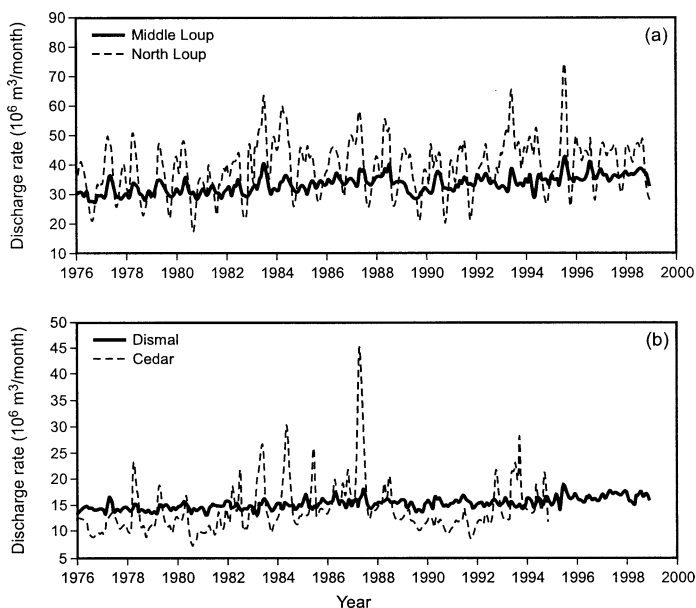 90
80
70
60
50
40
30
20
10
Discharge rate (10⁶ m³/month)
Middle Loup
North Loup
(a)
1976 1978 1980 1982 1984 1986 1988 1990 1992 1994 1996 1998 2000
50
45
40
35
30
25
20
15
10
5
Discharge rate (10⁶ m³/month)
Dismal
Cedar
(b)
1976 1978 1980 1982 1984 1986 1988 1990 1992 1994 1996 1998 2000
Year